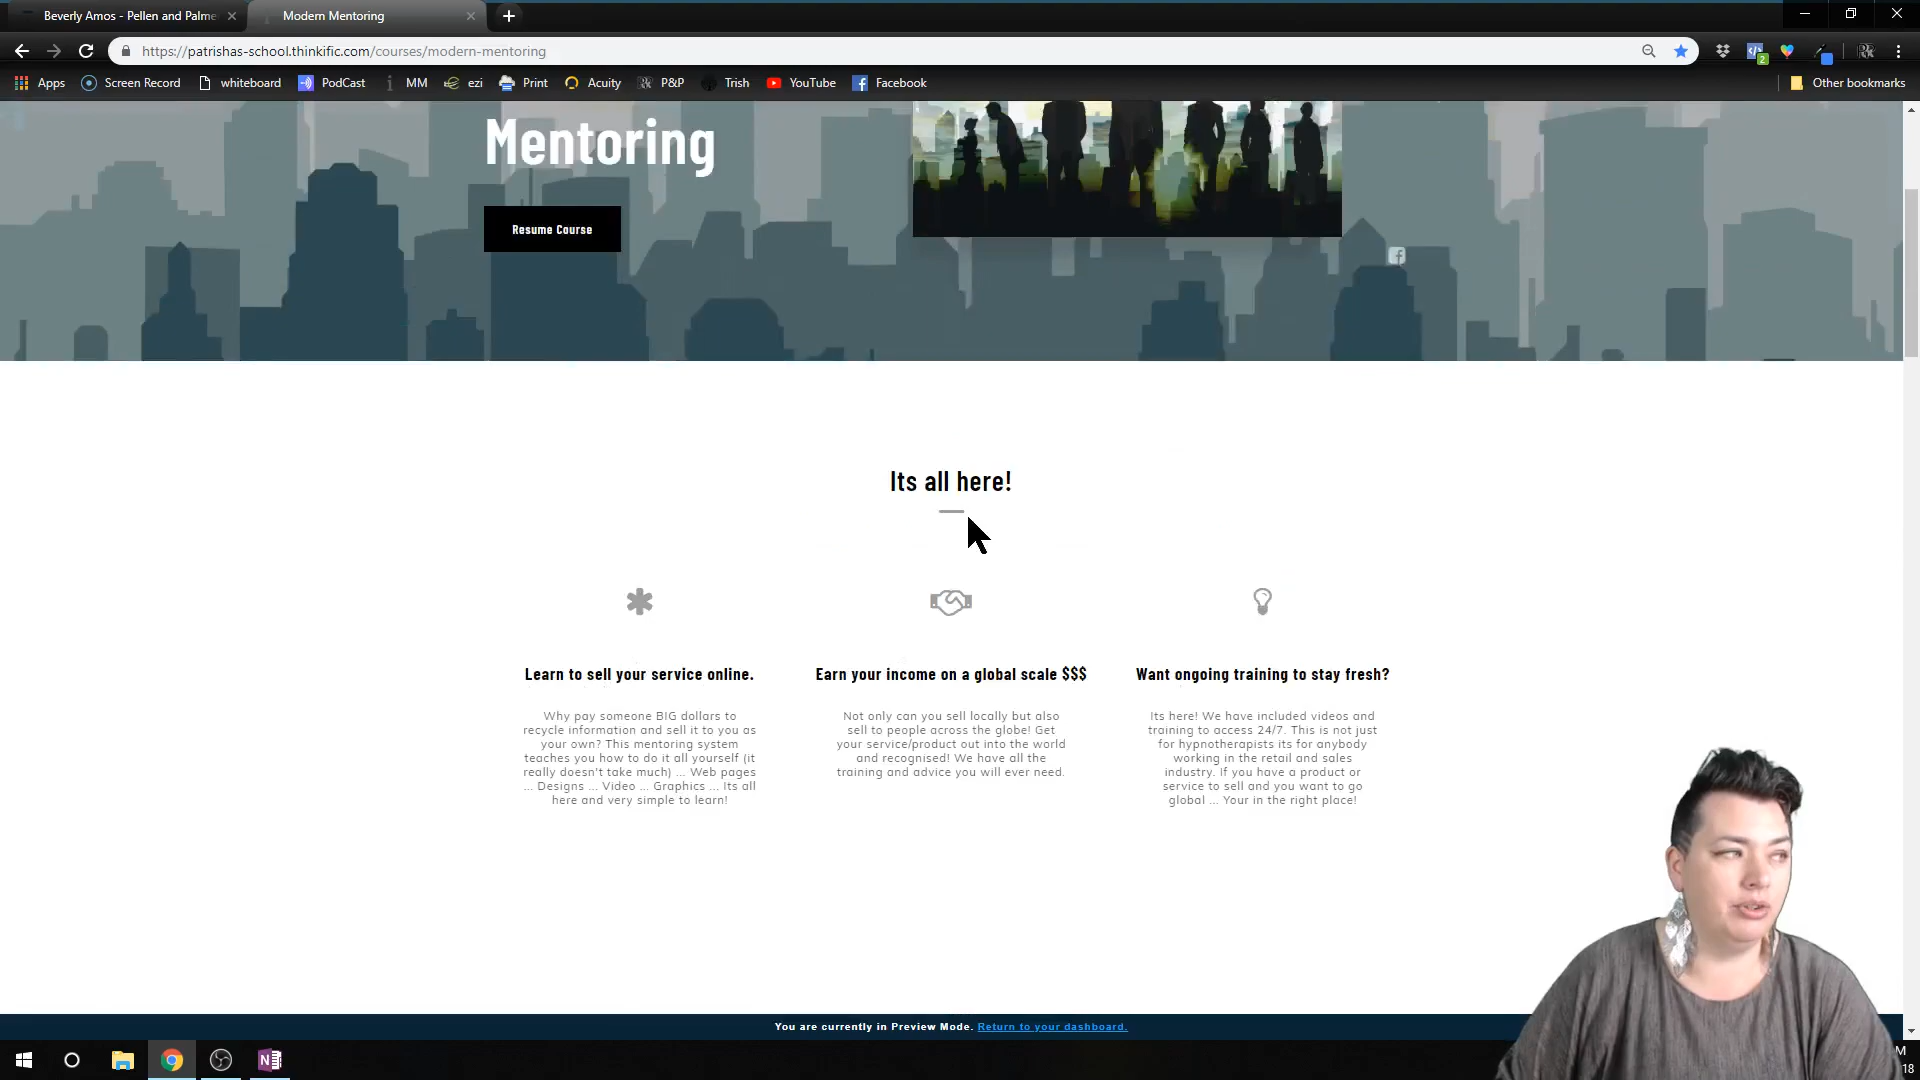 Beverly Amos - Pellen and Palme
Modern Mentoring
https://patrishas-school.thinkific.com/courses/modern-mentoring
2
Apps
Screen Record
whiteboard
PodCast
MM
ezi
Print
Acuity
P&P
Trish
YouTube
Facebook
Other bookmarks
Mentoring
Resume Course
Its all here!
Learn to sell your service online.
Why pay someone BIG dollars to
recycle information and sell it to you as
your own? This mentoring system
teaches you how to do it all yourself (it
really doesn't take much) ... Web pages
... Designs ... Video ... Graphics ... Its all
here and very simple to learn!
Earn your income on a global scale $$$
Not only can you sell locally but also
sell to people across the globe! Get
your service/product out into the world
and recognised! We have all the
training and advice you will ever need.
Want ongoing training to stay fresh?
Its here! We have included videos and
training to access 24/7. This is not just
for hypnotherapists its for anybody
working in the retail and sales
industry. If you have a product or
service to sell and you want to go
global ... Your in the right place!
You are currently in Preview Mode. Return to your dashboard.
M
18